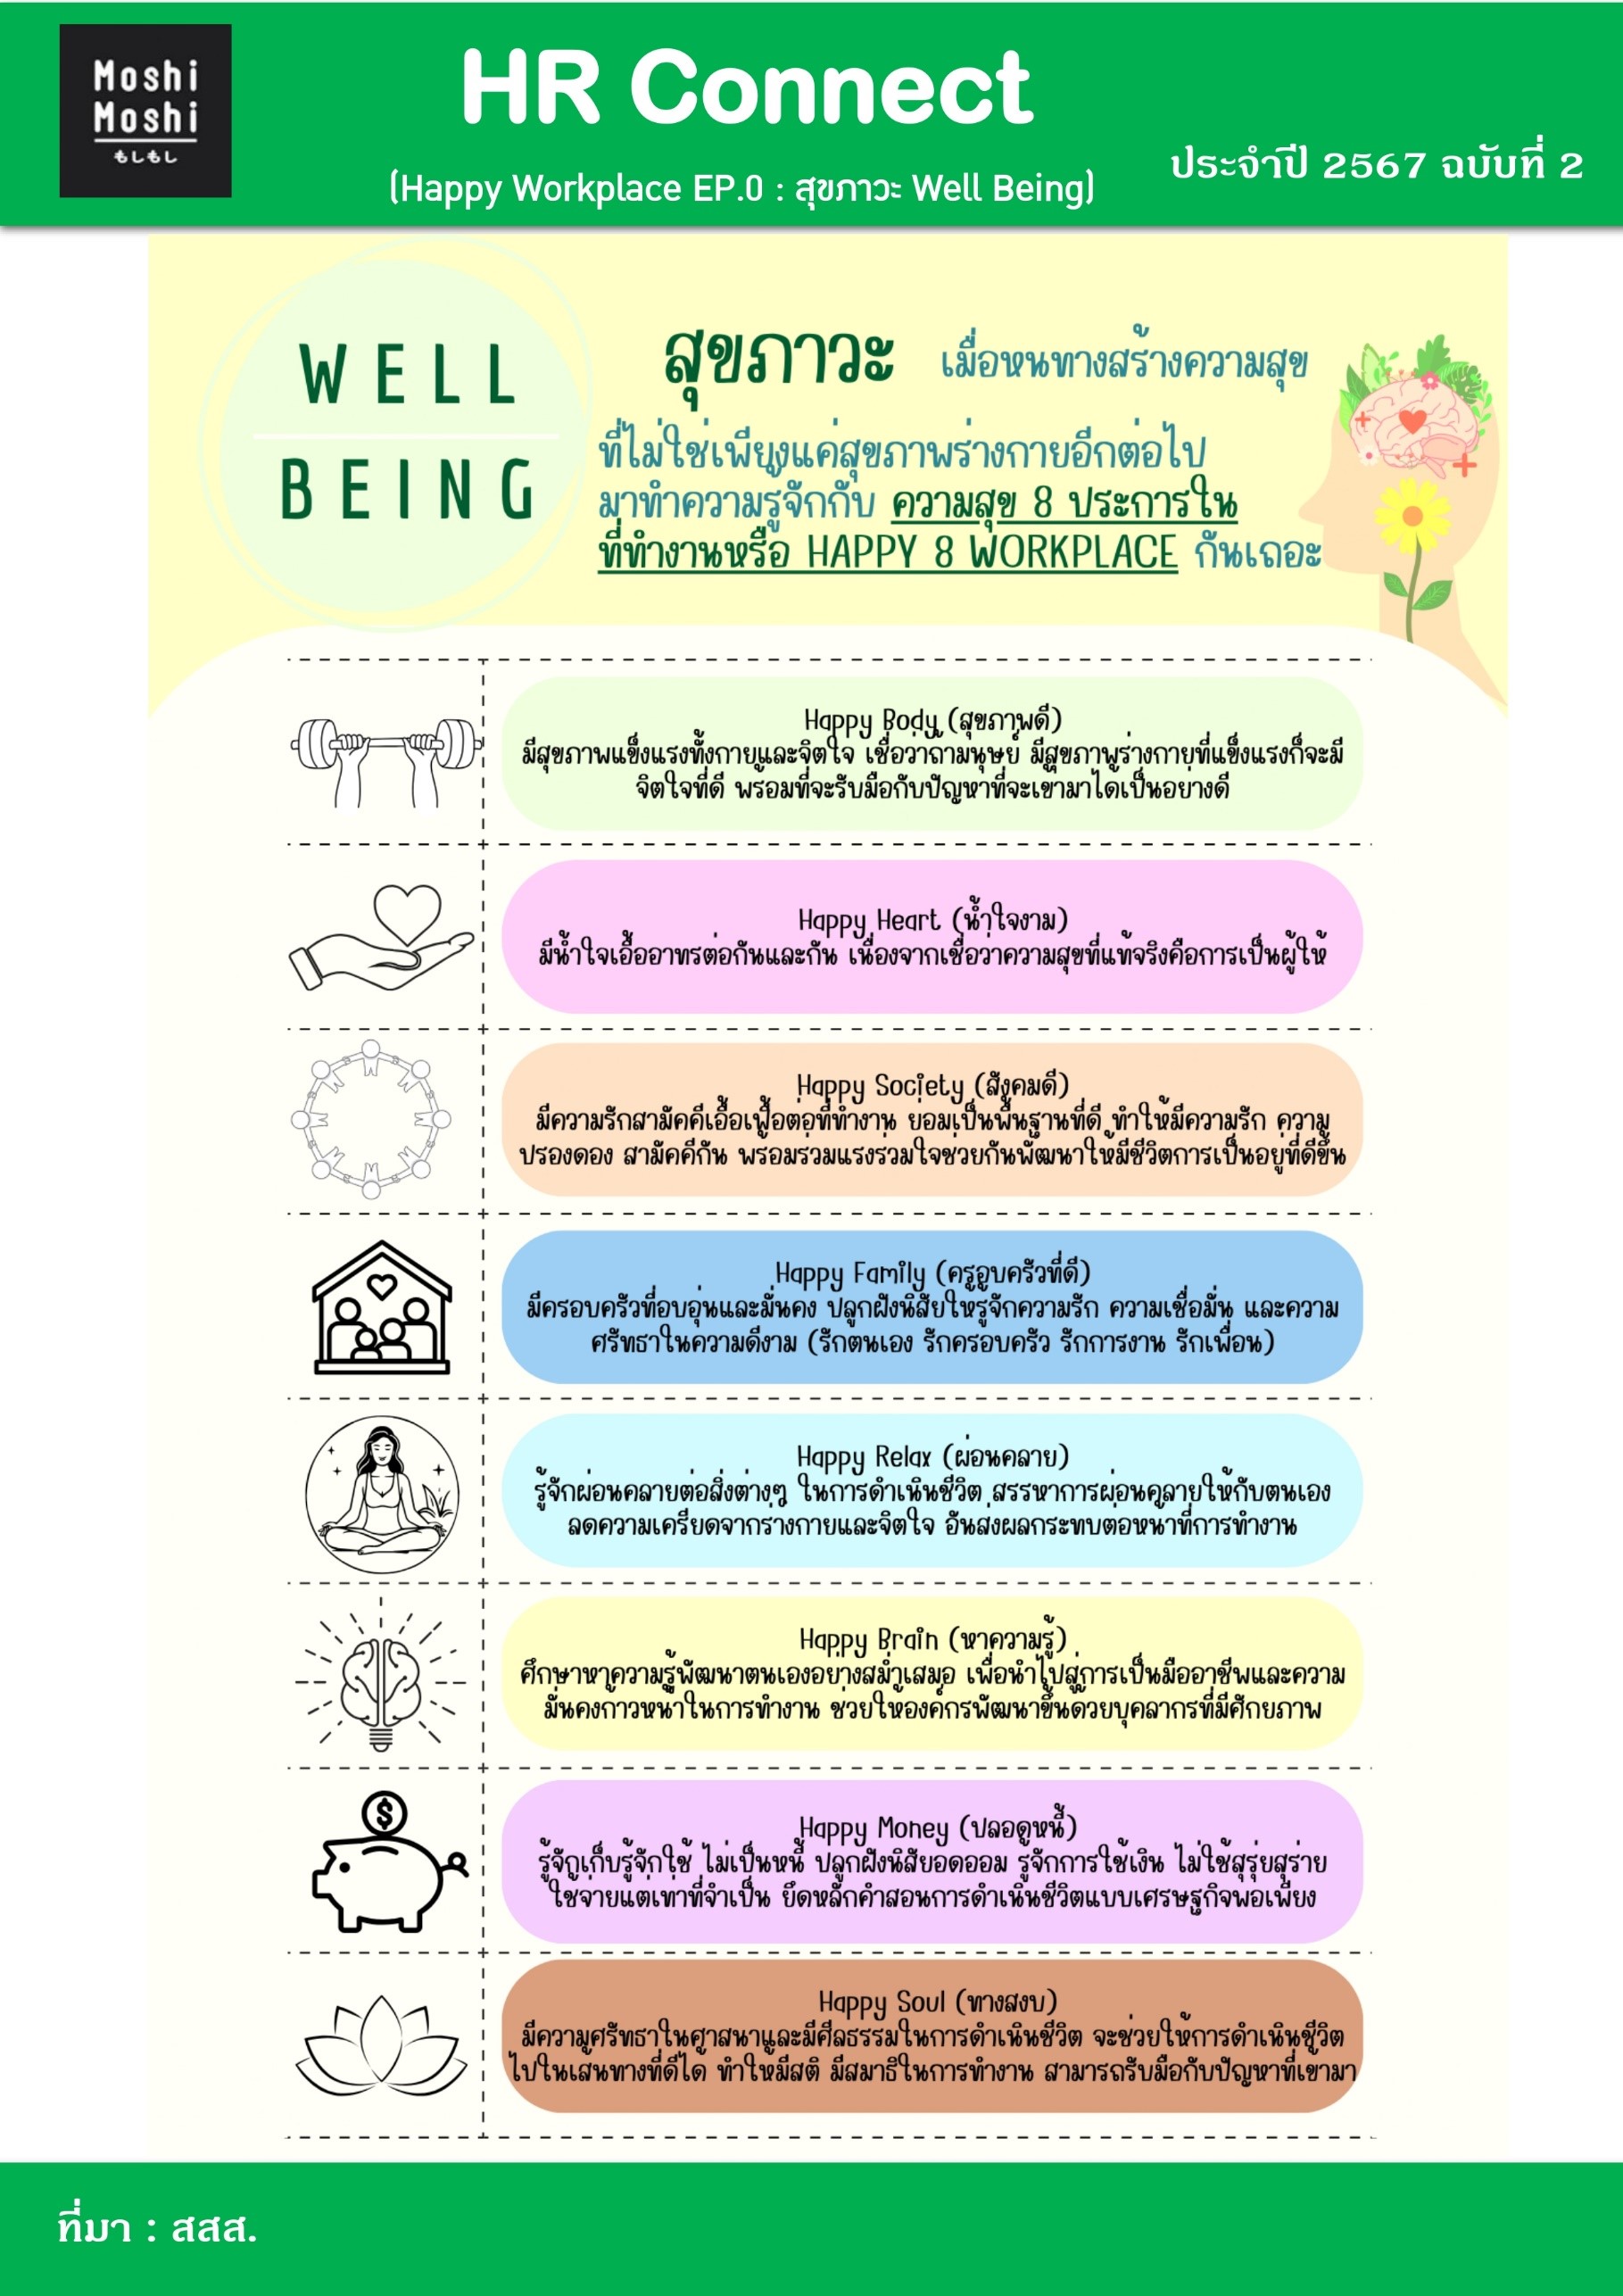 Moshi
Moshi
もしもし
HR Connect
(Happy Workplace EP.0 : สุขภาวะ Well Being)
ประจำปี 2567 ฉบับที่ 2
WELL
BEING
สุขภาวะ เมื่อหนทางสร้างความสุข
ที่ไม่ใช่เพียงแค่สุขภาพร่างกายอีกต่อไป
มาทำความรู้จักกับ ความสุข 8 ประการใน
ที่ทำงานหรือ HAPPY 8 WORKPLACE กันเถอะ
Happy Body (สุขภาพดี)
มีสุขภาพแข็งแรงทั้งกายและจิตใจ เชื่อว่าถ้ามนุษย์ มีสุขภาพร่างกายที่แข็งแรงก็จะมี
จิตใจที่ดี พร้อมที่จะรับมือกับปัญหาที่จะเข้ามาได้เป็นอย่างดี
Happy Heart (น้ำใจงาม)
มีน้ำใจเอื้ออาทรต่อกันและกัน เนื่องจากเชื่อว่าความสุขที่แท้จริงคือการเป็นผู้ให้
Happy Society (สังคมดี)
มีความรักสามัคคีเอื้อเฟื้อต่อที่ทำงาน ย่อมเป็นพื้นฐานที่ดี ทำให้มีความรัก ความ
ปรองดอง สามัคคีกัน พร้อมร่วมแรงร่วมใจช่วยกันพัฒนาให้มีชีวิตการเป็นอยู่ที่ดีขึ้น
Happy Family (ครอบครัวที่ดี)
มีครอบครัวที่อบอุ่นและมั่นคง ปลูกฝังนิสัยให้รู้จักความรัก ความเชื่อมั่น และความ
ศรัทธาในความดีงาม (รักตนเอง รักครอบครัว รักการงาน รักเพื่อน)
Happy Relax (ผ่อนคลาย)
รู้จักผ่อนคลายต่อสิ่งต่างๆ ในการดำเนินชีวิต สรรหาการผ่อนคลายให้กับตนเอง
ลดความเครียดจากร่างกายและจิตใจ อันส่งผลกระทบต่อหน้าที่การทำงาน
Happy Brain (หาความรู้)
ศึกษาหาความรู้พัฒนาตนเองอย่างสม่ำเสมอ เพื่อนำไปสู่การเป็นมืออาชีพและความ
มั่นคงก้าวหน้าในการทำงาน ช่วยให้องค์กรพัฒนาขึ้นด้วยบุคลากรที่มีศักยภาพ
Happy Money (ปลอดหนี้)
รู้จักเก็บรู้จักใช้ ไม่เป็นหนี้ ปลูกฝังนิสัยอดออม รู้จักการใช้เงิน ไม่ใช้สุรุ่ยสุร่าย
ใช้จ่ายแต่เท่าที่จำเป็น ยึดหลักคำสอนการดำเนินชีวิตแบบเศรษฐกิจพอเพียง
Happy Soul (ทางสงบ)
มีความศรัทธาในศาสนาและมีศีลธรรมในการดำเนินชีวิต จะช่วยให้การดำเนินชีวิต
ไปในเส้นทางที่ดีได้ ทำให้มีสติ มีสมาธิในการทำงาน สามารถรับมือกับปัญหาที่เข้ามา
ที่มา : สสส.